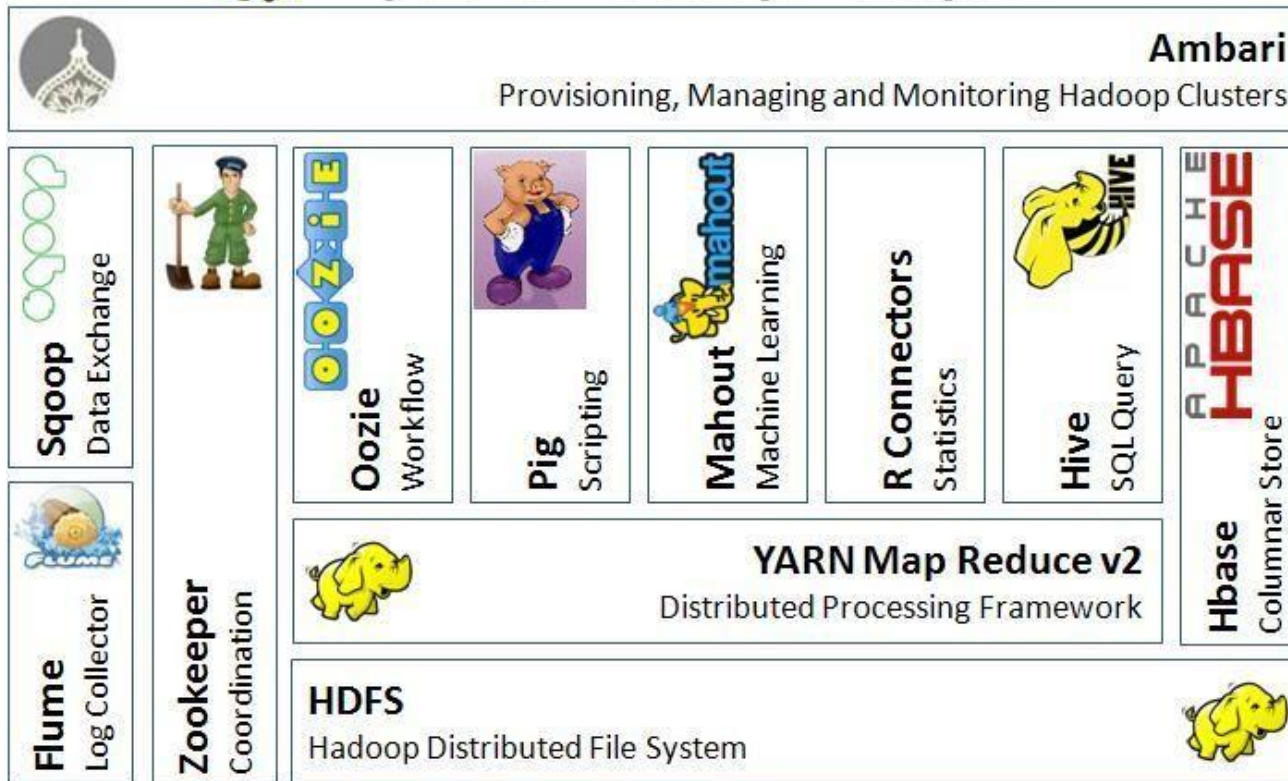 Ambari
Provisioning, Managing and Monitoring Hadoop Clusters
sqoop
Sqoop
Data Exchange
FLUME
Flume
Log Collector
Zookeeper
Coordination
OOZiE
Oozie
Workflow
Pig
Scripting
mahout
Mahout
Machine Learning
R Connectors
Statistics
HIVE
Hive
SQL Query
APACHE
HBASE
Hbase
Columnar Store
YARN Map Reduce v2
Distributed Processing Framework
HDFS
Hadoop Distributed File System